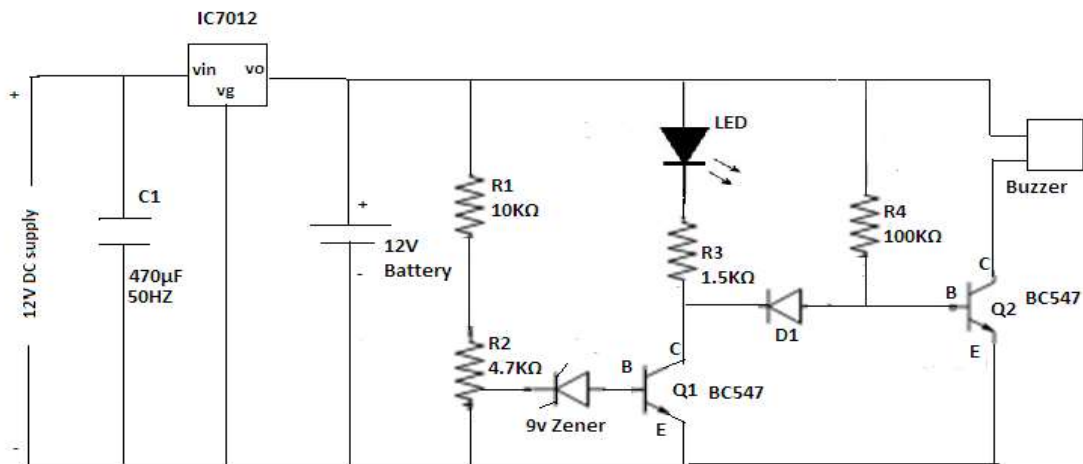 IC7012
vin
vo
vg
+
-
12V DC supply
C1
470µF
50HZ
+
12V
Battery
-
R1
10KΩ
R2
4.7KΩ
9v Zener
LED
R3
1.5KΩ
D1
B
C
E
Q1
BC547
R4
100KΩ
B
C
E
Q2
BC547
Buzzer